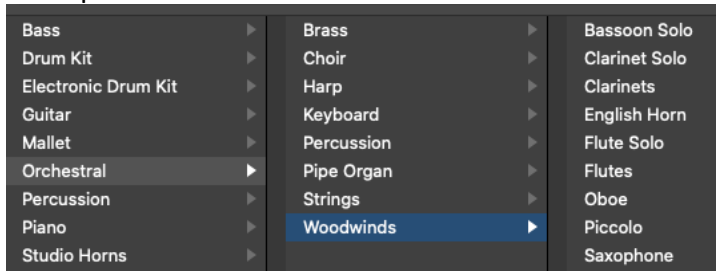 Bass
Drum Kit
Electronic Drum Kit
Guitar
Mallet
Orchestral
Percussion
Piano
Studio Horns
Brass
Choir
Harp
Keyboard
Percussion
Pipe Organ
Strings
Woodwinds
Bassoon Solo
Clarinet Solo
Clarinets
English Horn
Flute Solo
Flutes
Oboe
Piccolo
Saxophone